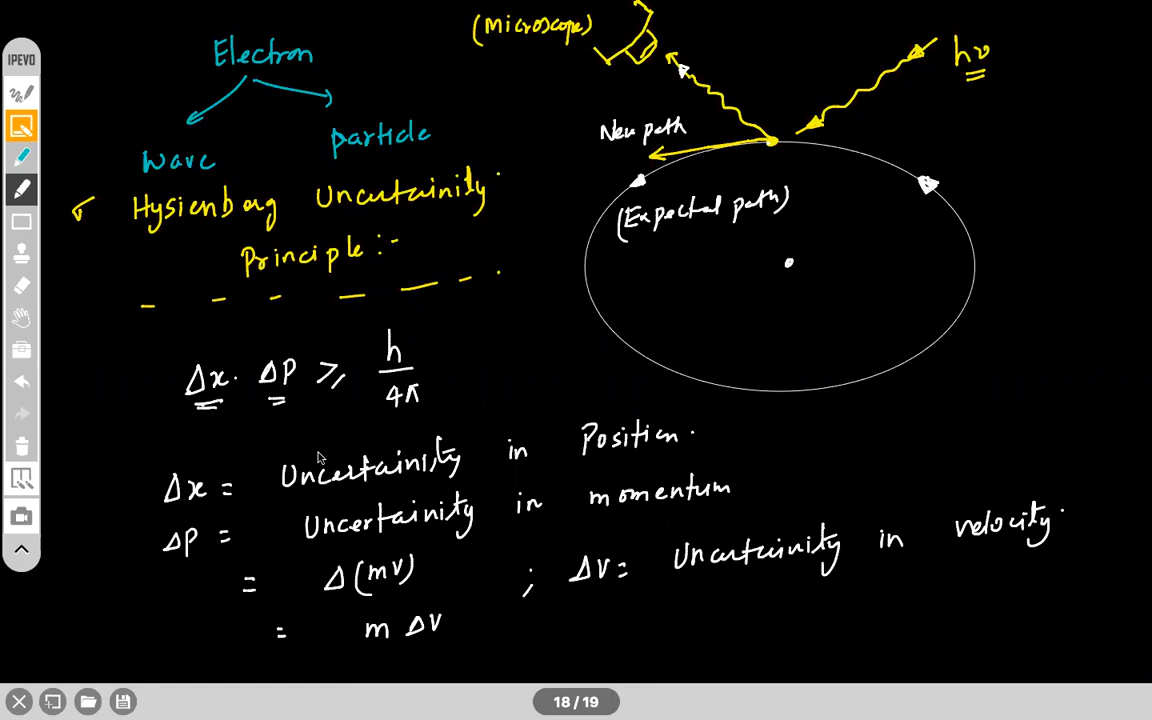 IPEVO
Electron
wave particle
Hysienberg Uncertainity
Principle :-
Δx . Δp ≥ h/4π
Δx = Uncertainity in Position.
Δp = Uncertainity in momentum
= Δ(mv) ; Δv = Uncertainity in velocity.
= m Δv
(Microscope)
hν
New path
(Expected path)
18 / 19